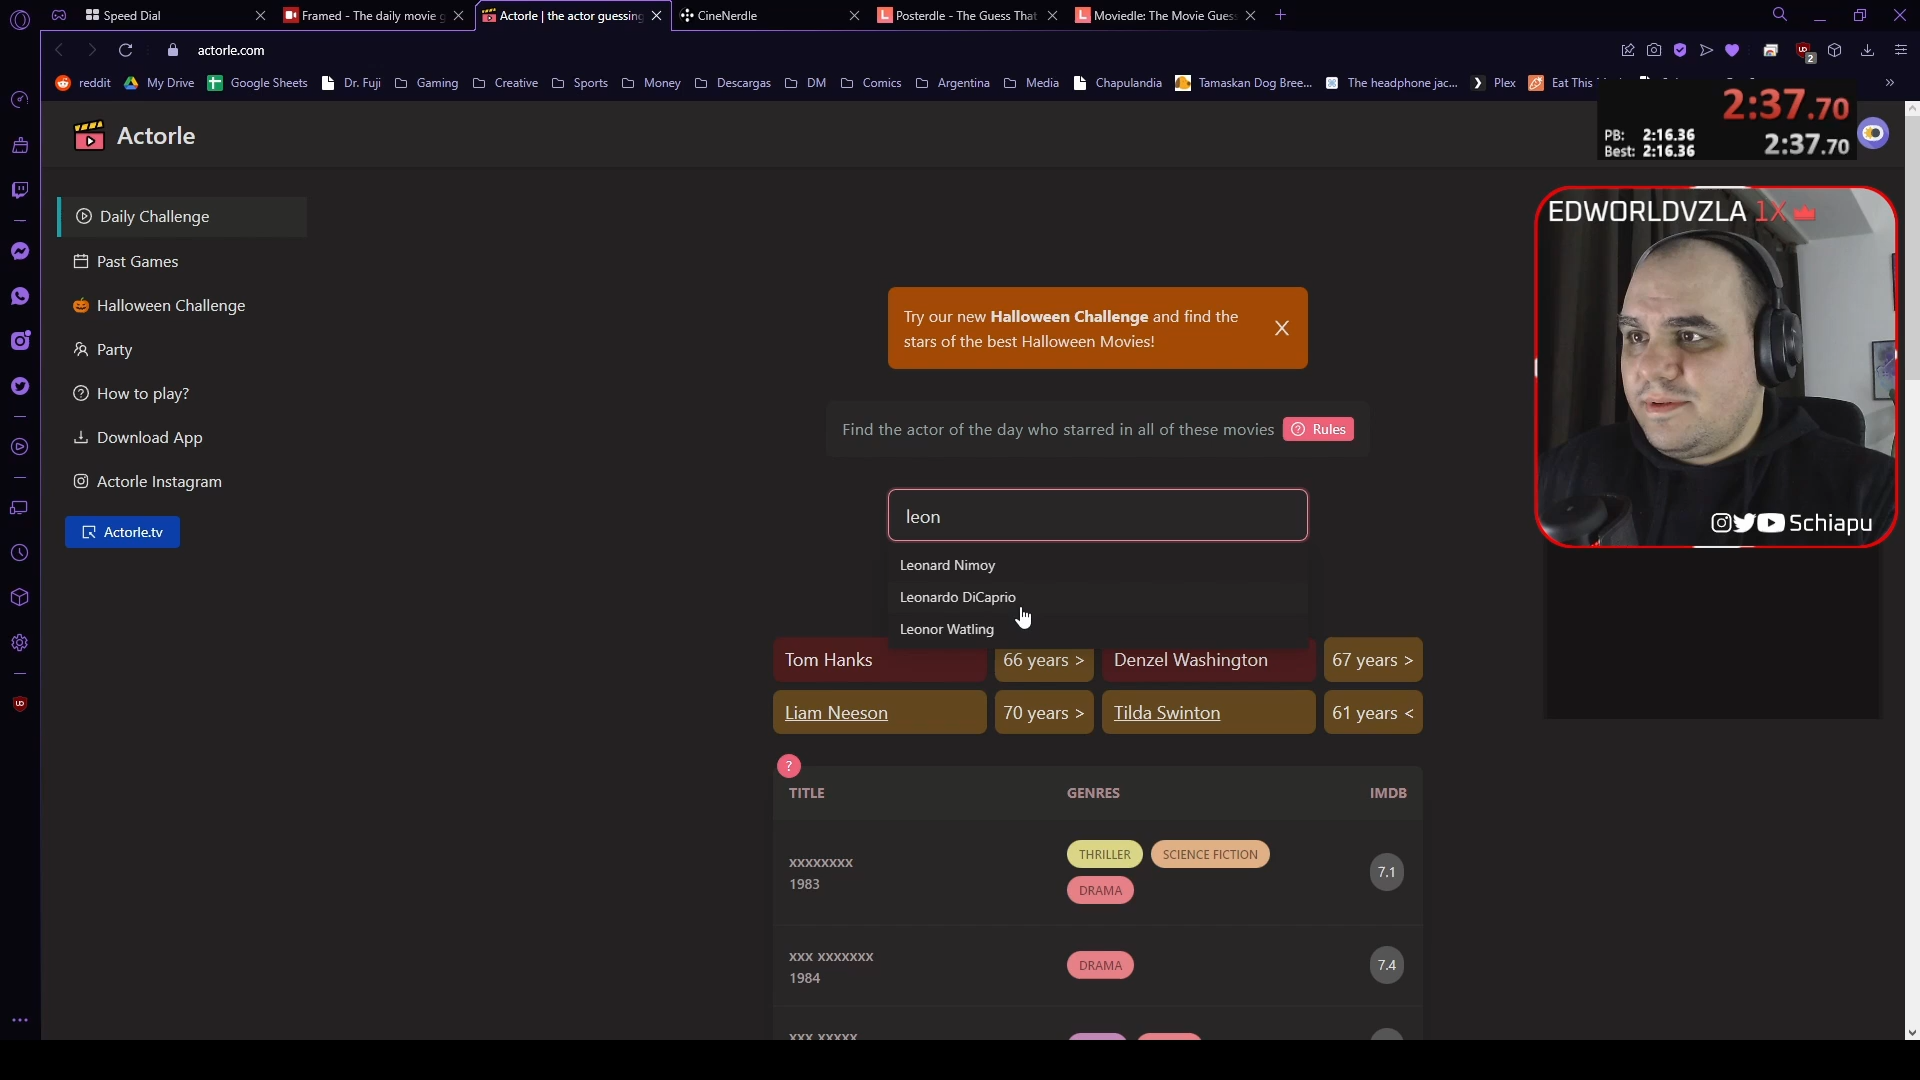 Speed Dial
Framed - The daily movie g
Actorle | the actor guessing
CineNerdle
Posterdle - The Guess That
Moviedle: The Movie Gues
actorle.com
2
reddit
My Drive
Google Sheets
Dr. Fuji
Gaming
Creative
Sports
Money
Descargas
DM
Comics
Argentina
Media
Chapulandia
Tamaskan Dog Bree...
The headphone jac...
Plex
Eat This
2:37.70
PB: 2:16.36
Best: 2:16.36
2:37.70
Actorle
EDWORLDVZLA 1X
Daily Challenge
Past Games
Halloween Challenge
Party
How to play?
Download App
Actorle Instagram
Actorle.tv
Try our new Halloween Challenge and find the
stars of the best Halloween Movies!
Find the actor of the day who starred in all of these movies
Rules
leon
Schiapu
Leonard Nimoy
Leonardo DiCaprio
Leonor Watling
Tom Hanks
66 years >
Denzel Washington
67 years >
Liam Neeson
70 years >
Tilda Swinton
61 years <
?
TITLE
GENRES
IMDB
xxxxxxxx
1983
THRILLER
SCIENCE FICTION
DRAMA
7.1
xxx xxxxxxx
1984
DRAMA
7.4
xxx xxxxx